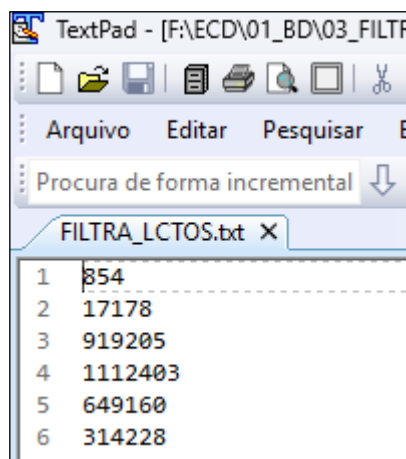 TextPad - [F:\ECD\01_BD\03_FILTF
Arquivo Editar Pesquisar E
Procura de forma incremental
FILTRA_LCTOS.txt
1 854
2 17178
3 919205
4 1112403
5 649160
6 314228